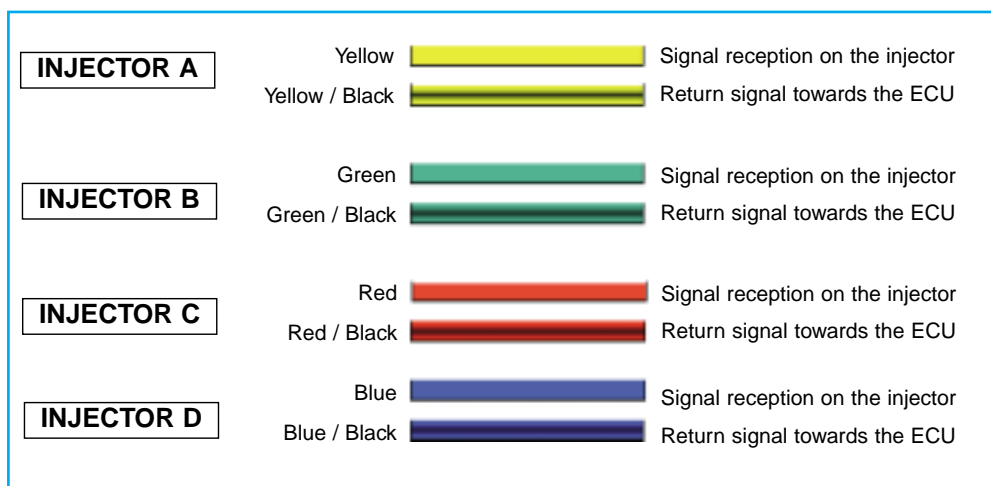 INJECTOR A
Yellow Signal reception on the injector
Yellow / Black Return signal towards the ECU
INJECTOR B
Green Signal reception on the injector
Green / Black Return signal towards the ECU
INJECTOR C
Red Signal reception on the injector
Red / Black Return signal towards the ECU
INJECTOR D
Blue Signal reception on the injector
Blue / Black Return signal towards the ECU